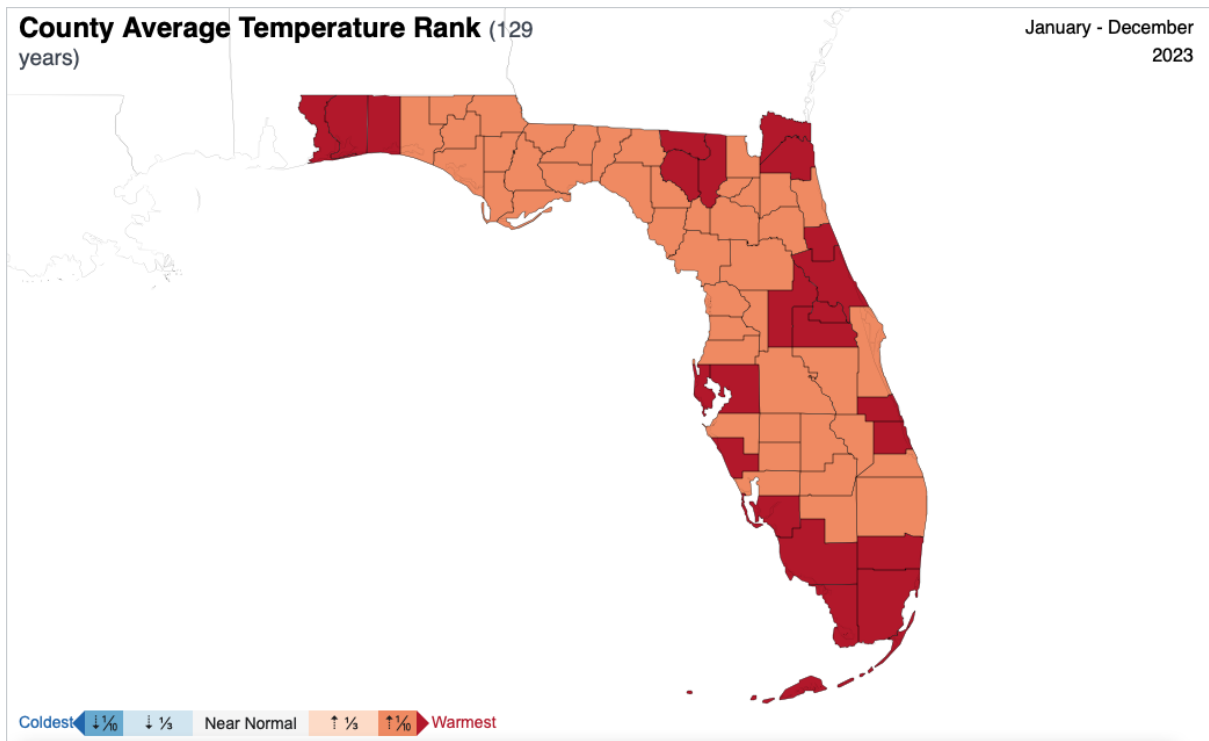 County Average Temperature Rank (129
years)
January - December
2023
Coldest ↓⅒ ↓ ⅓ Near Normal ↑ ⅓ ↑⅒ Warmest